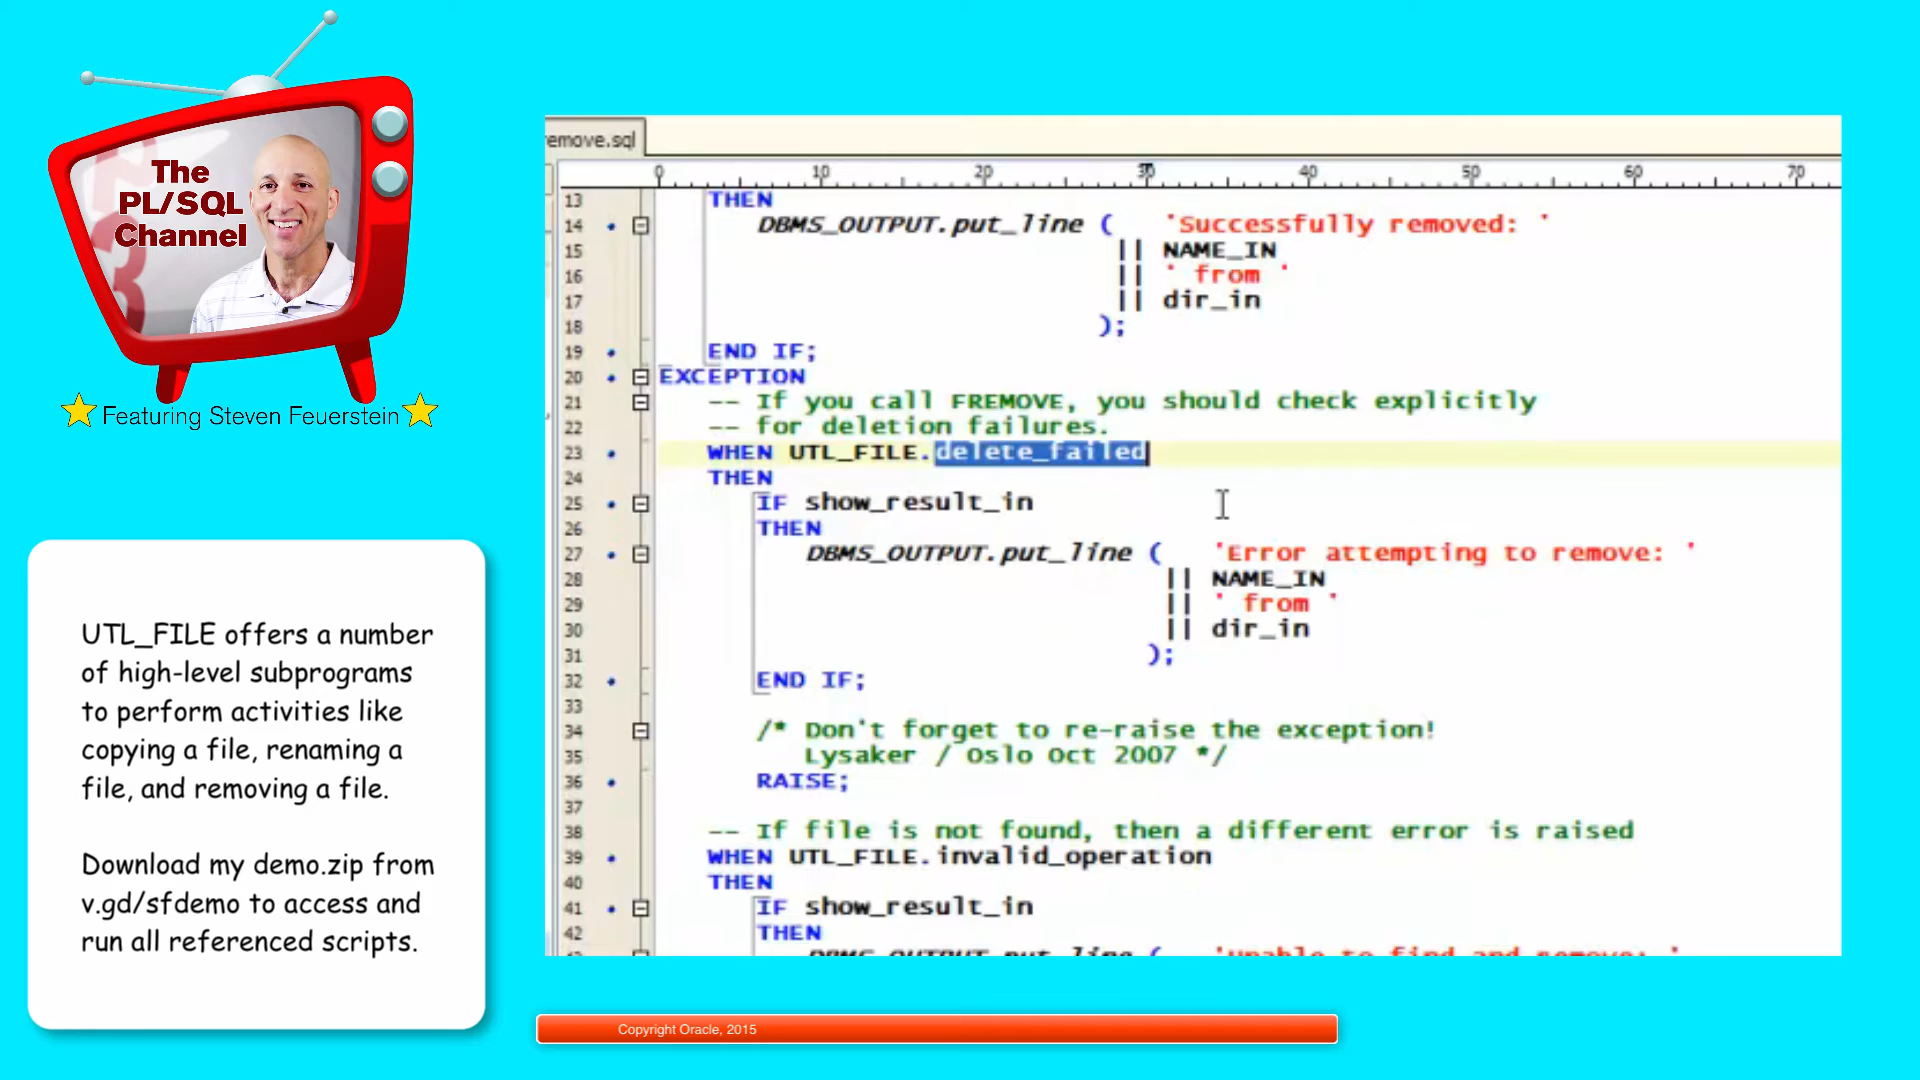 The
PL/SQL
Channel
Featuring Steven Feuerstein
UTL_FILE offers a number
of high-level subprograms
to perform activities like
copying a file, renaming a
file, and removing a file.
Download my demo.zip from
v.gd/sfdemo to access and
run all referenced scripts.
emove.sql
0 10 20 30 40 50 60 70
13 THEN
14 DBMS_OUTPUT.put_line ( 'Successfully removed: '
15 || NAME_IN
16 || ' from '
17 || dir_in
18 );
19 END IF;
20 EXCEPTION
21 -- If you call FREMOVE, you should check explicitly
22 -- for deletion failures.
23 WHEN UTL_FILE.delete_failed
24 THEN
25 IF show_result_in
26 THEN
27 DBMS_OUTPUT.put_line ( 'Error attempting to remove: '
28 || NAME_IN
29 || ' from '
30 || dir_in
31 );
32 END IF;
33
34 /* Don't forget to re-raise the exception!
35 Lysaker / Oslo Oct 2007 */
36 RAISE;
37
38 -- If file is not found, then a different error is raised
39 WHEN UTL_FILE.invalid_operation
40 THEN
41 IF show_result_in
42 THEN
DBMS_OUTPUT.put_line ( 'Unable to find and remove: '
Copyright Oracle, 2015